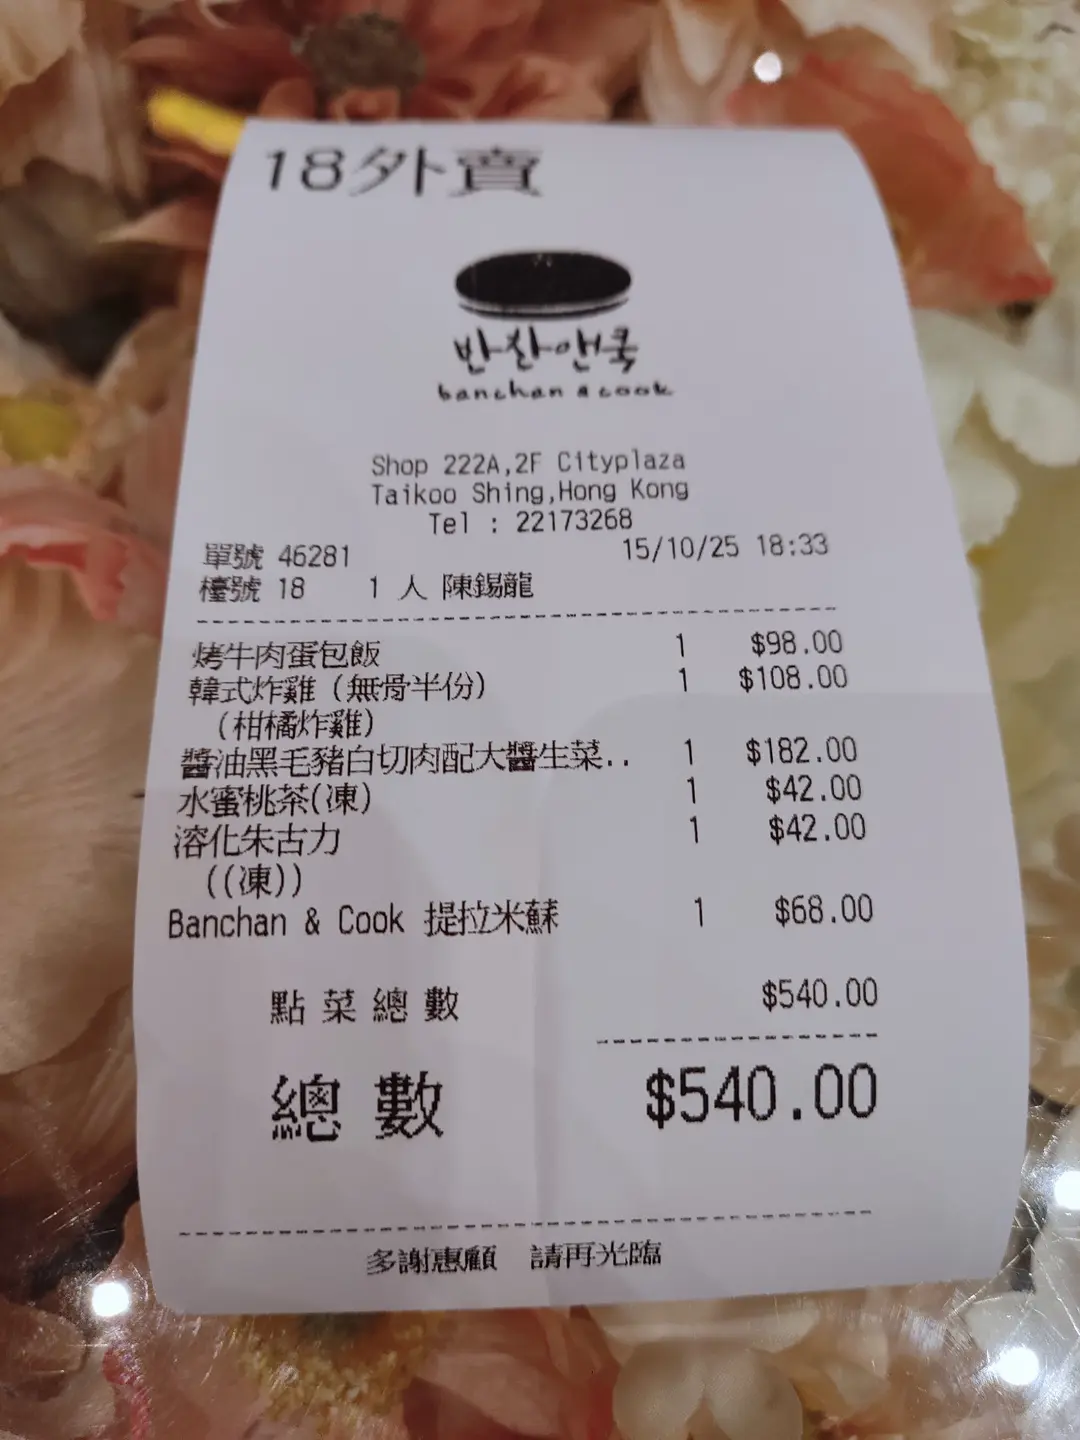 18外賣
반찬앤쿡
banchan & cook
Shop 222A,2F Cityplaza
Taikoo Shing,Hong Kong
Tel : 22173268
單號 46281 15/10/25 18:33
檯號 18 1 人 陳錫龍
烤牛肉蛋包飯 1 $98.00
韓式炸雞 (無骨半份) 1 $108.00
(柑橘炸雞)
醬油黑毛豬白切肉配大醬生菜.. 1 $182.00
水蜜桃茶(凍) 1 $42.00
溶化朱古力 1 $42.00
((凍))
Banchan & Cook 提拉米蘇 1 $68.00
點菜總數 $540.00
總數 $540.00
多謝惠顧 請再光臨